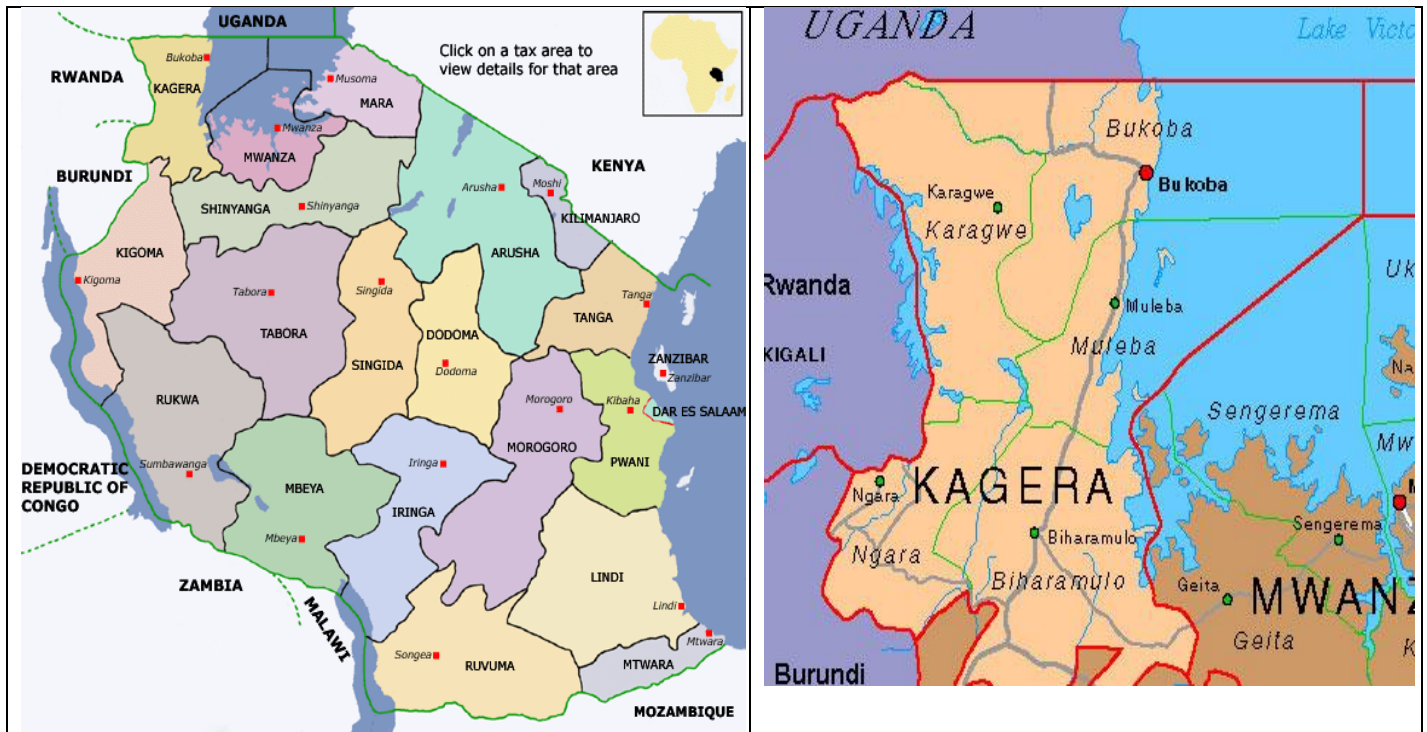 UGANDA
Click on a tax area to
view details for that area
Bukoba
RWANDA
KAGERA
Musoma
MARA
Mwanza
MWANZA
BURUNDI
KENYA
Arusha
Moshi
SHINYANGA
Shinyanga
KILIMANJARO
KIGOMA
ARUSHA
Kigoma
Tabora
Singida
Tanga
TABORA
DODOMA
TANGA
SINGIDA
ZANZIBAR
Dodoma
Zanzibar
RUKWA
Morogoro
Kibaha
DAR ES SALAAM
MOROGORO
Sumbawanga
Iringa
PWANI
DEMOCRATIC
REPUBLIC OF
CONGO
MBEYA
IRINGA
Mbeya
ZAMBIA
LINDI
MALAWI
Lindi
Mtwara
Songea
RUVUMA
MTWARA
MOZAMBIQUE
UGANDA
Lake Victo
Bukoba
Bukoba
Karagwe
Karagwe
Rwanda
Uk
Muleba
Muleba
KIGALI
Na
Sengerema
Mw
KAGERA
Ngara
Sengerema
Biharamulo
Ngara
Biharamulo
Geita
MWANZ
Geita
K
Burundi